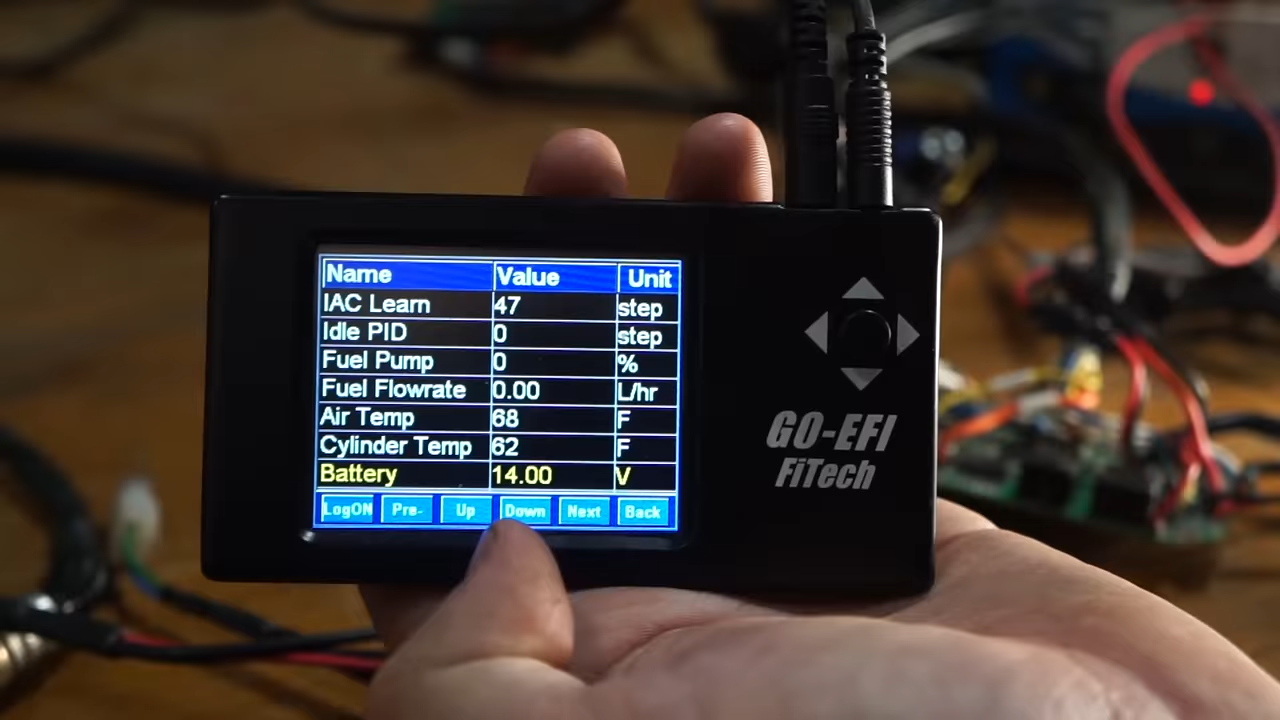 Name Value Unit
IAC Learn 47 step
Idle PID 0 step
Fuel Pump 0 %
Fuel Flowrate 0.00 L/hr
Air Temp 68 F
Cylinder Temp 62 F
Battery 14.00 V
LogON Pre- Up Down Next Back
GO-EFI
FiTech